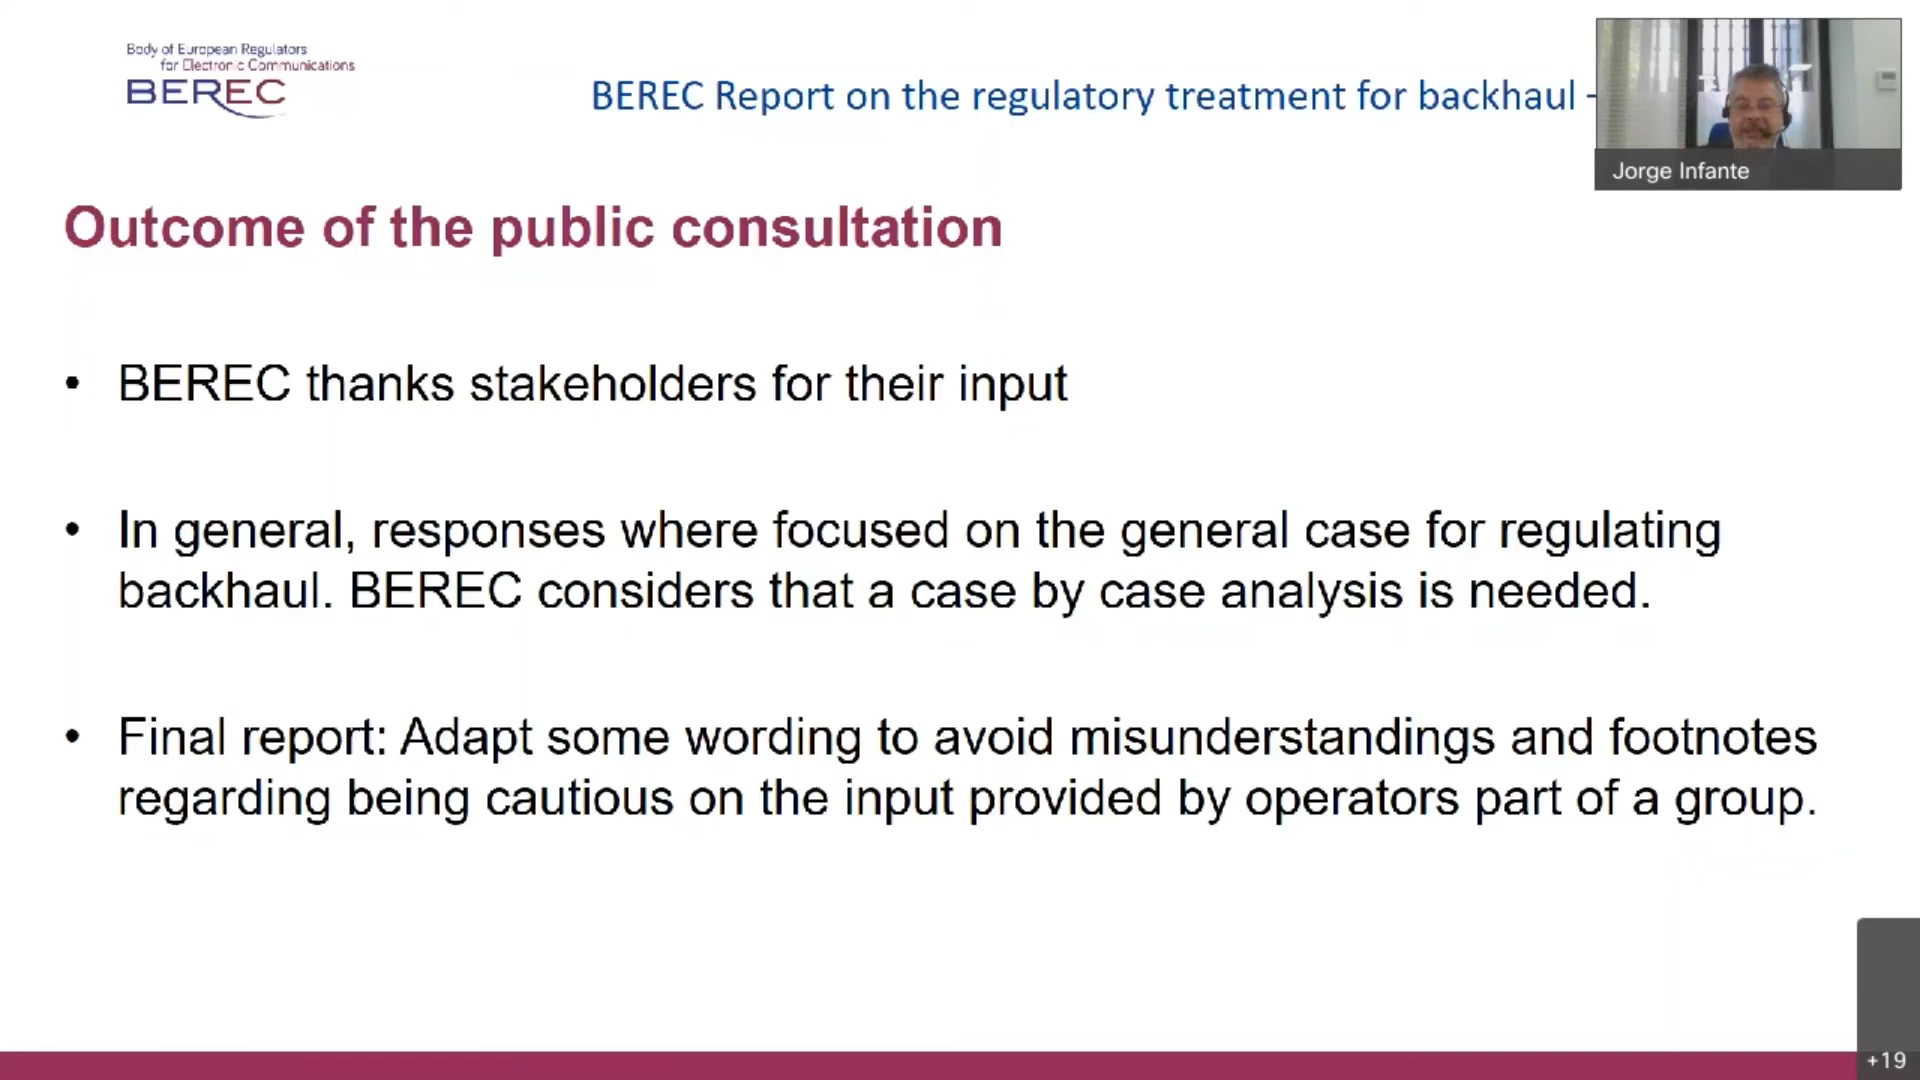 Body of European Regulators
for Electronic Communications
BEREC
BEREC Report on the regulatory treatment for backhaul -
Jorge Infante
Outcome of the public consultation
• BEREC thanks stakeholders for their input
• In general, responses where focused on the general case for regulating
backhaul. BEREC considers that a case by case analysis is needed.
• Final report: Adapt some wording to avoid misunderstandings and footnotes
regarding being cautious on the input provided by operators part of a group.
+19